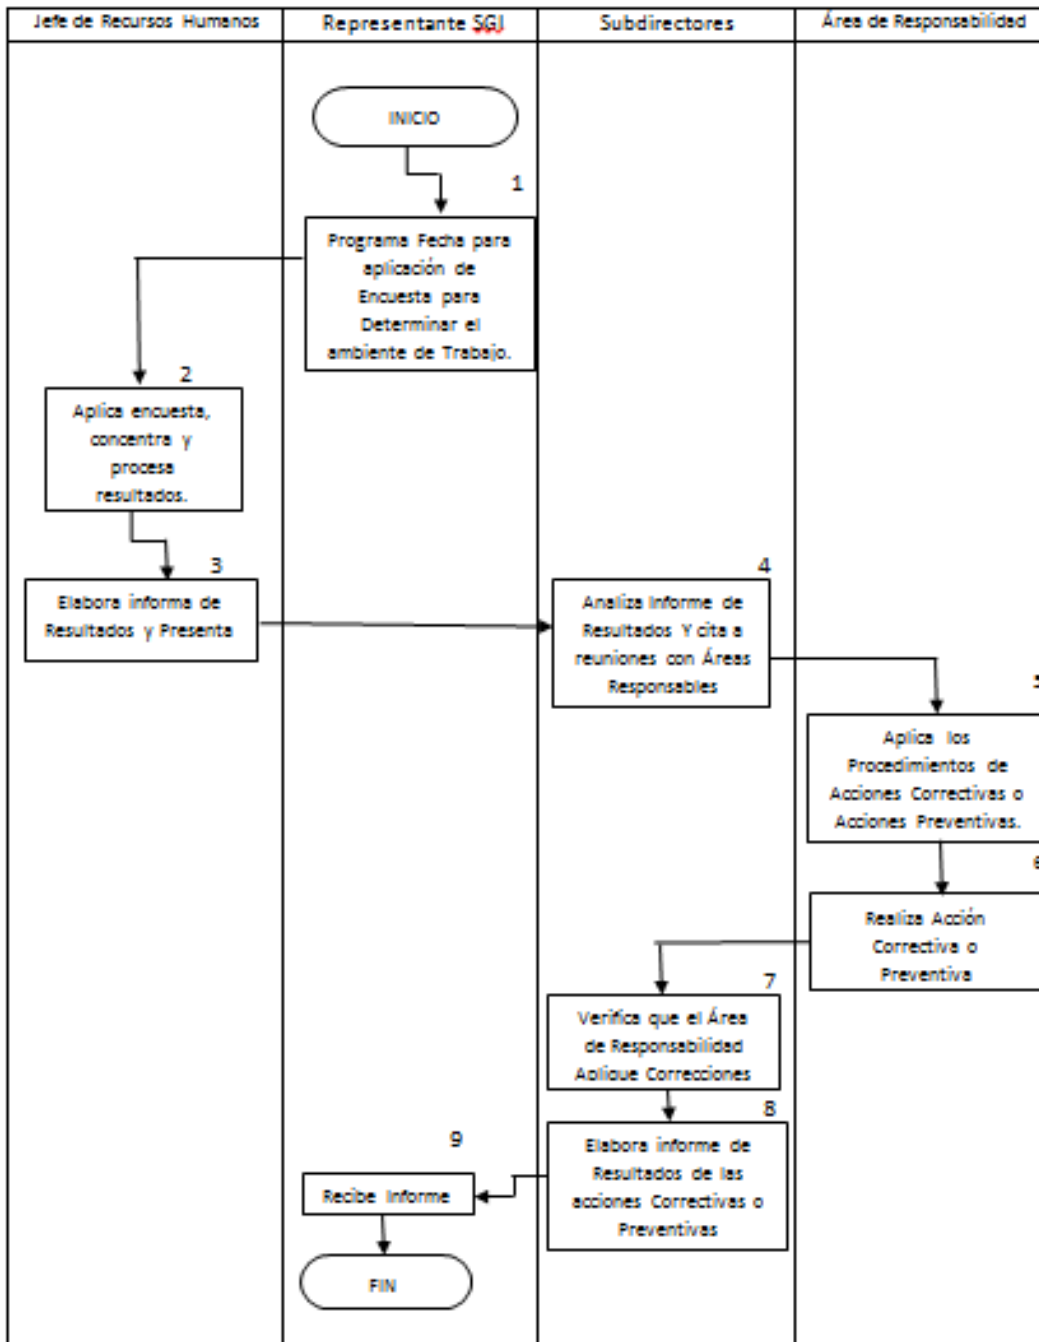 Jefe de Recursos Humanos
Representante SGJ
Subdirectores
Área de Responsabilidad
INICIO
1
Programa Fecha para
aplicación de
Encuesta para
Determinar el
ambiente de Trabajo.
2
Aplica encuesta,
concentra y
procesa
resultados.
3
Elabora informa de
Resultados y Presenta
4
Analiza Informe de
Resultados Y cita a
reuniones con Áreas
Responsables
5
Aplica los
Procedimientos de
Acciones Correctivas o
Acciones Preventivas.
6
Realiza Acción
Correctiva o
Preventiva
7
Verifica que el Área
de Responsabilidad
Aplique Correcciones
8
Elabora informe de
Resultados de las
acciones Correctivas o
Preventivas
9
Recibe Informe
FIN